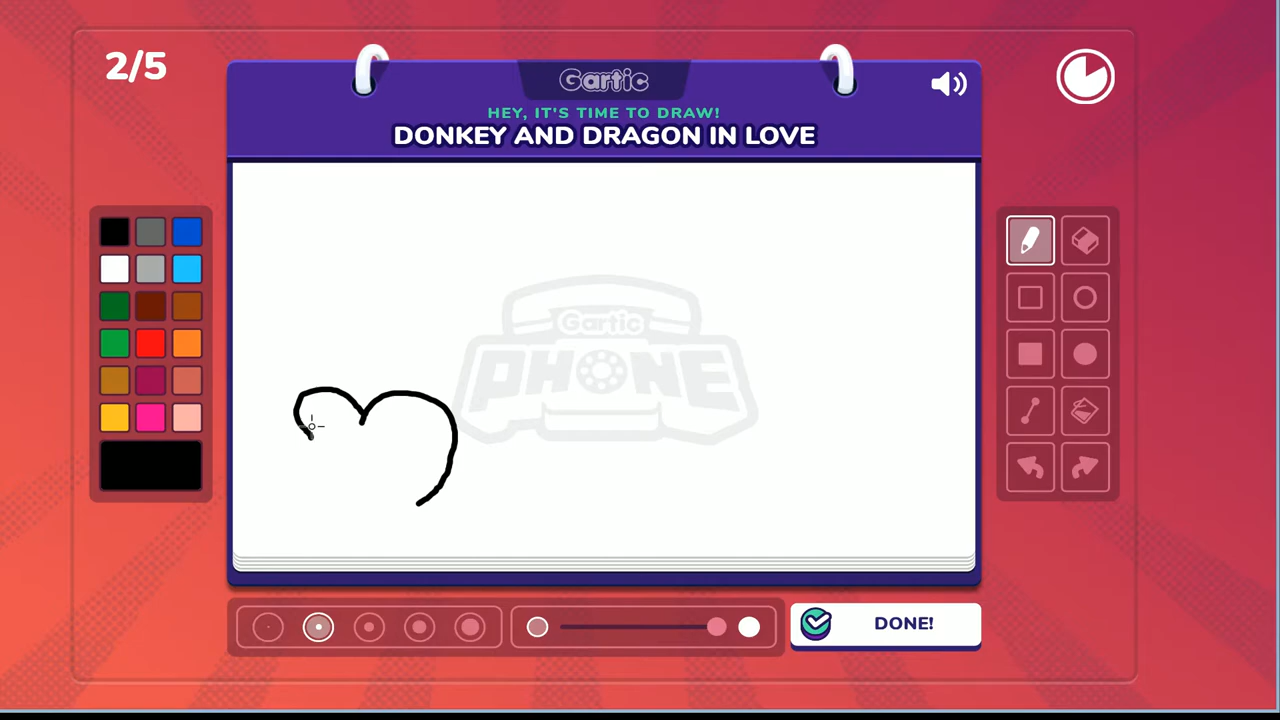 2/5
Gartic
HEY, IT'S TIME TO DRAW!
DONKEY AND DRAGON IN LOVE
Gartic
PHONE
DONE!